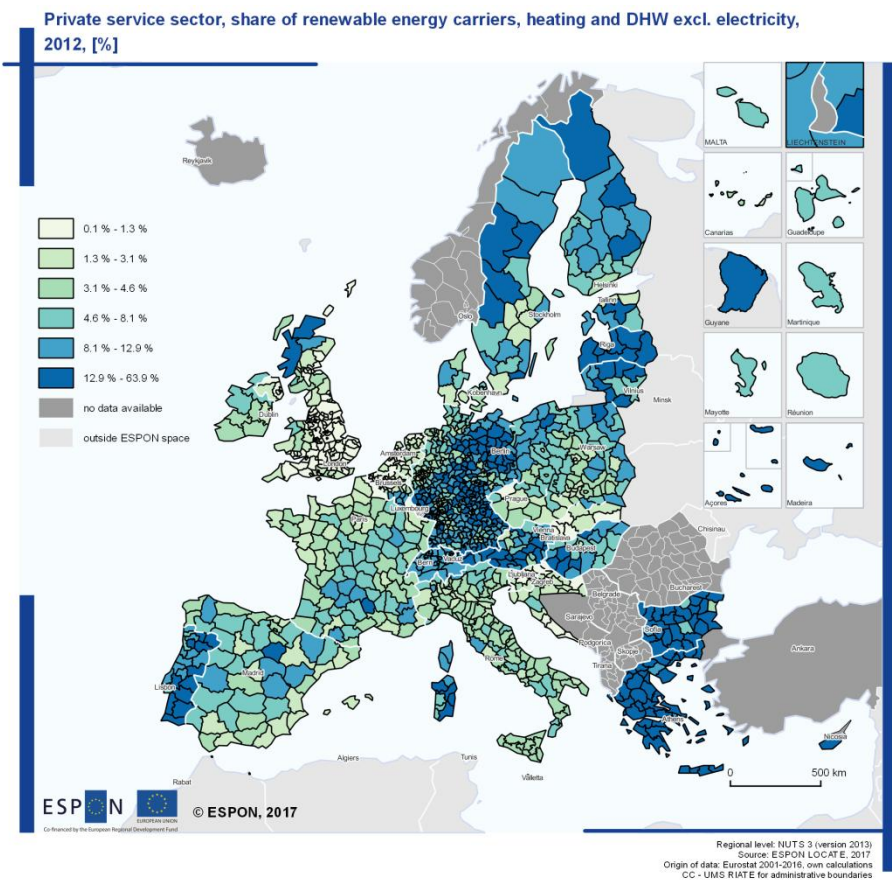 Private service sector, share of renewable energy carriers, heating and DHW excl. electricity,
2012, [%]
MALTA
LIECHTENSTEIN
Reykjavik
Canarias
Guadeloupe
0.1 % - 1.3 %
1.3 % - 3.1 %
3.1 % - 4.6 %
4.6 % - 8.1 %
8.1 % - 12.9 %
12.9 % - 63.9 %
no data available
outside ESPON space
Guyane
Martinique
Mayotte
Réunion
Açores
Madeira
Helsinki
Tallinn
Oslo
Stockholm
Riga
København
Vilnius
Minsk
Dublin
London
Amsterdam
Berlin
Warsaw
Brussels
Luxembourg
Prague
Paris
Vienna
Bratislava
Budapest
Chisinau
Bern
Vaduz
Ljubljana
Zagreb
Belgrade
Bucharest
Sarajevo
Podgorica
Sofia
Skopje
Tirana
Rome
Madrid
Lisbon
Ankara
Athens
Nicosia
Algiers
Tunis
Valletta
Rabat
0 500 km
ESPON
EUROPEAN UNION
Co-financed by the European Regional Development Fund
© ESPON, 2017
Regional level: NUTS 3 (version 2013)
Source: ESPON LOCATE, 2017
Origin of data: Eurostat 2001-2016, own calculations
CC - UMS RIATE for administrative boundaries